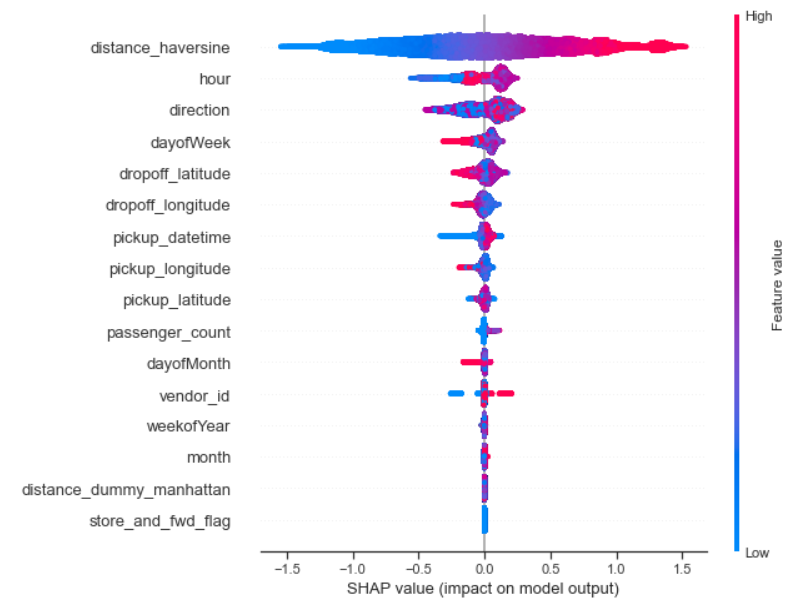 High
distance_haversine
hour
direction
dayofWeek
dropoff_latitude
dropoff_longitude
pickup_datetime
pickup_longitude
pickup_latitude
passenger_count
dayofMonth
vendor_id
weekofYear
month
distance_dummy_manhattan
store_and_fwd_flag
Feature value
Low
−1.5 −1.0 −0.5 0.0 0.5 1.0 1.5
SHAP value (impact on model output)